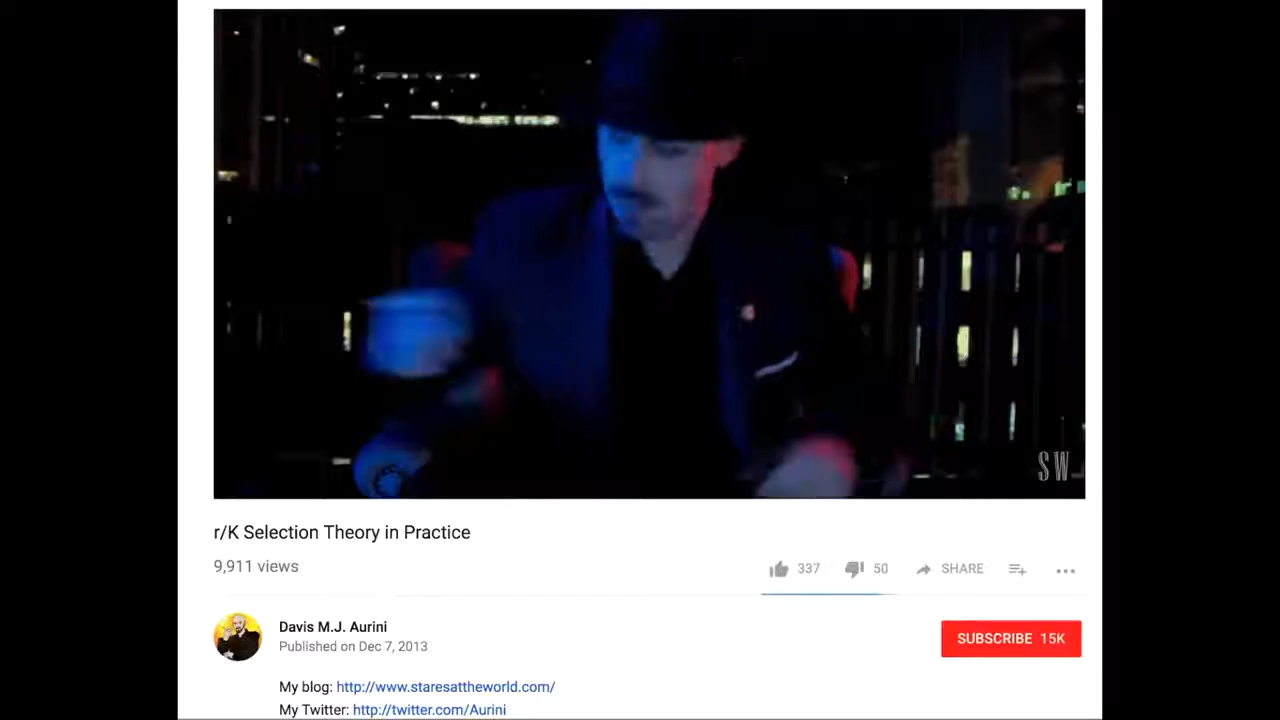 SW
r/K Selection Theory in Practice
9,911 views
337 50 SHARE
Davis M.J. Aurini
Published on Dec 7, 2013
SUBSCRIBE 15K
My blog: http://www.staresattheworld.com/
My Twitter: http://twitter.com/Aurini